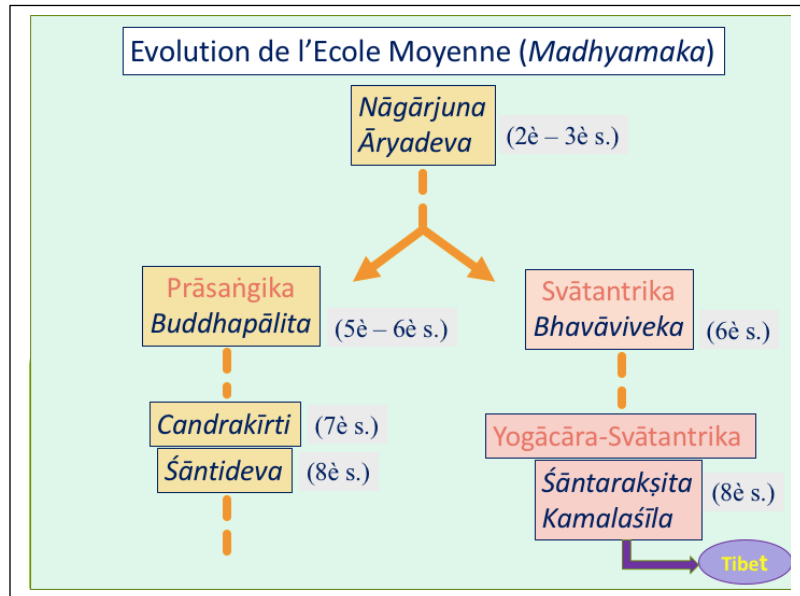 Evolution de l'Ecole Moyenne (Madhyamaka)
Nāgārjuna
Āryadeva
(2è – 3è s.)
Prāsaṅgika
Buddhapālita
(5è – 6è s.)
Svātantrika
Bhavāviveka
(6è s.)
Candrakīrti
(7è s.)
Śāntideva
(8è s.)
Yogācāra-Svātantrika
Śāntarakṣita
Kamalaśīla
(8è s.)
Tibet